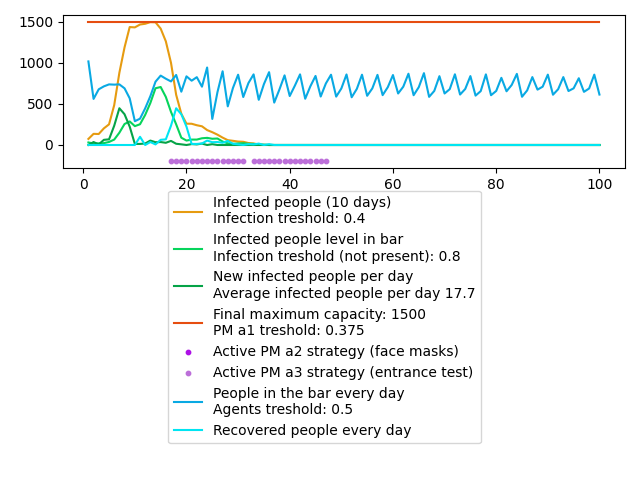 1500
1000
500
0
0 20 40 60 80 100
Infected people (10 days)
Infection treshold: 0.4
Infected people level in bar
Infection treshold (not present): 0.8
New infected people per day
Average infected people per day 17.7
Final maximum capacity: 1500
PM a1 treshold: 0.375
Active PM a2 strategy (face masks)
Active PM a3 strategy (entrance test)
People in the bar every day
Agents treshold: 0.5
Recovered people every day